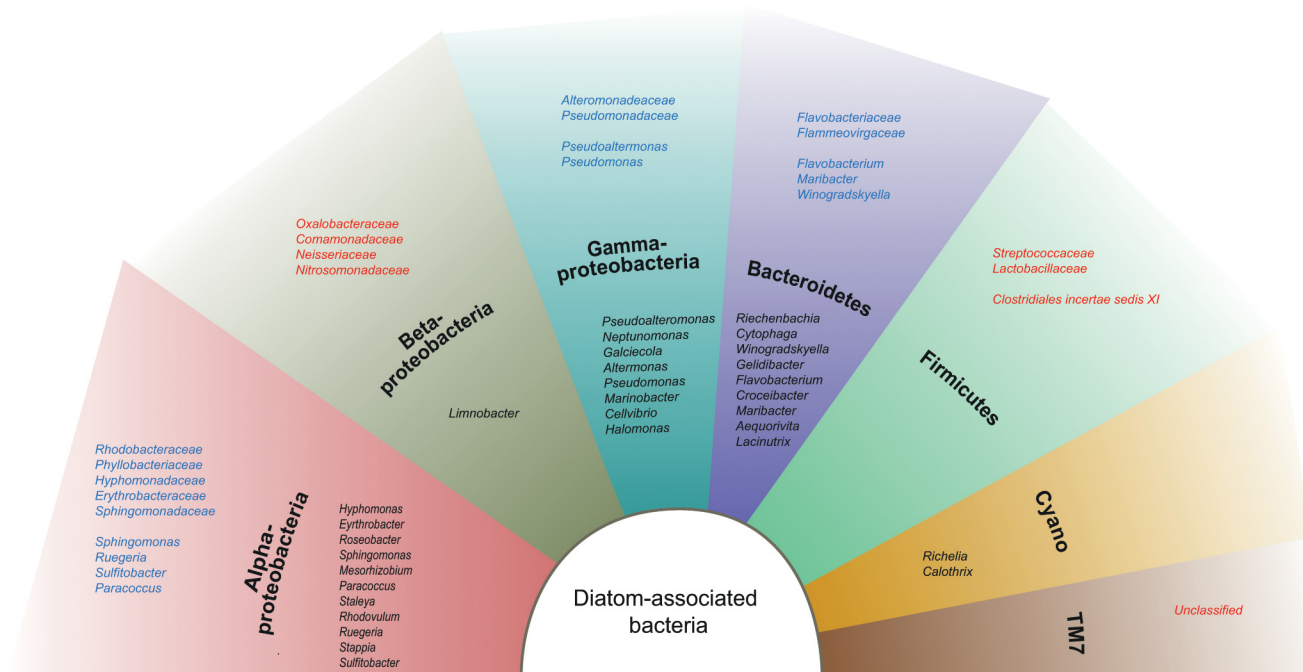 Alteromonadeaceae
Pseudomonadaceae
Pseudoaltermonas
Pseudomonas
Gamma-
proteobacteria
Pseudoalteromonas
Neptunomonas
Galciecola
Altermonas
Pseudomonas
Marinobacter
Cellvibrio
Halomonas
Flavobacteriaceae
Flammeovirgaceae
Flavobacterium
Maribacter
Winogradskyella
Bacteroidetes
Riechenbachia
Cytophaga
Winogradskyella
Gelidibacter
Flavobacterium
Croceibacter
Maribacter
Aequorivita
Lacinutrix
Oxalobacteraceae
Comamonadaceae
Neisseriaceae
Nitrosomonadaceae
Beta-
proteobacteria
Limnobacter
Streptococcaceae
Lactobacillaceae
Clostridiales incertae sedis XI
Firmicutes
Rhodobacteraceae
Phyllobacteriaceae
Hyphomonadaceae
Erythrobacteraceae
Sphingomonadaceae
Sphingomonas
Ruegeria
Sulfitobacter
Paracoccus
Alpha-
proteobacteria
Hyphomonas
Eyrthrobacter
Roseobacter
Sphingomonas
Mesorhizobium
Paracoccus
Staleya
Rhodovulum
Ruegeria
Stappia
Sulfitobacter
Cyano
Richelia
Calothrix
TM7
Unclassified
Diatom-associated
bacteria